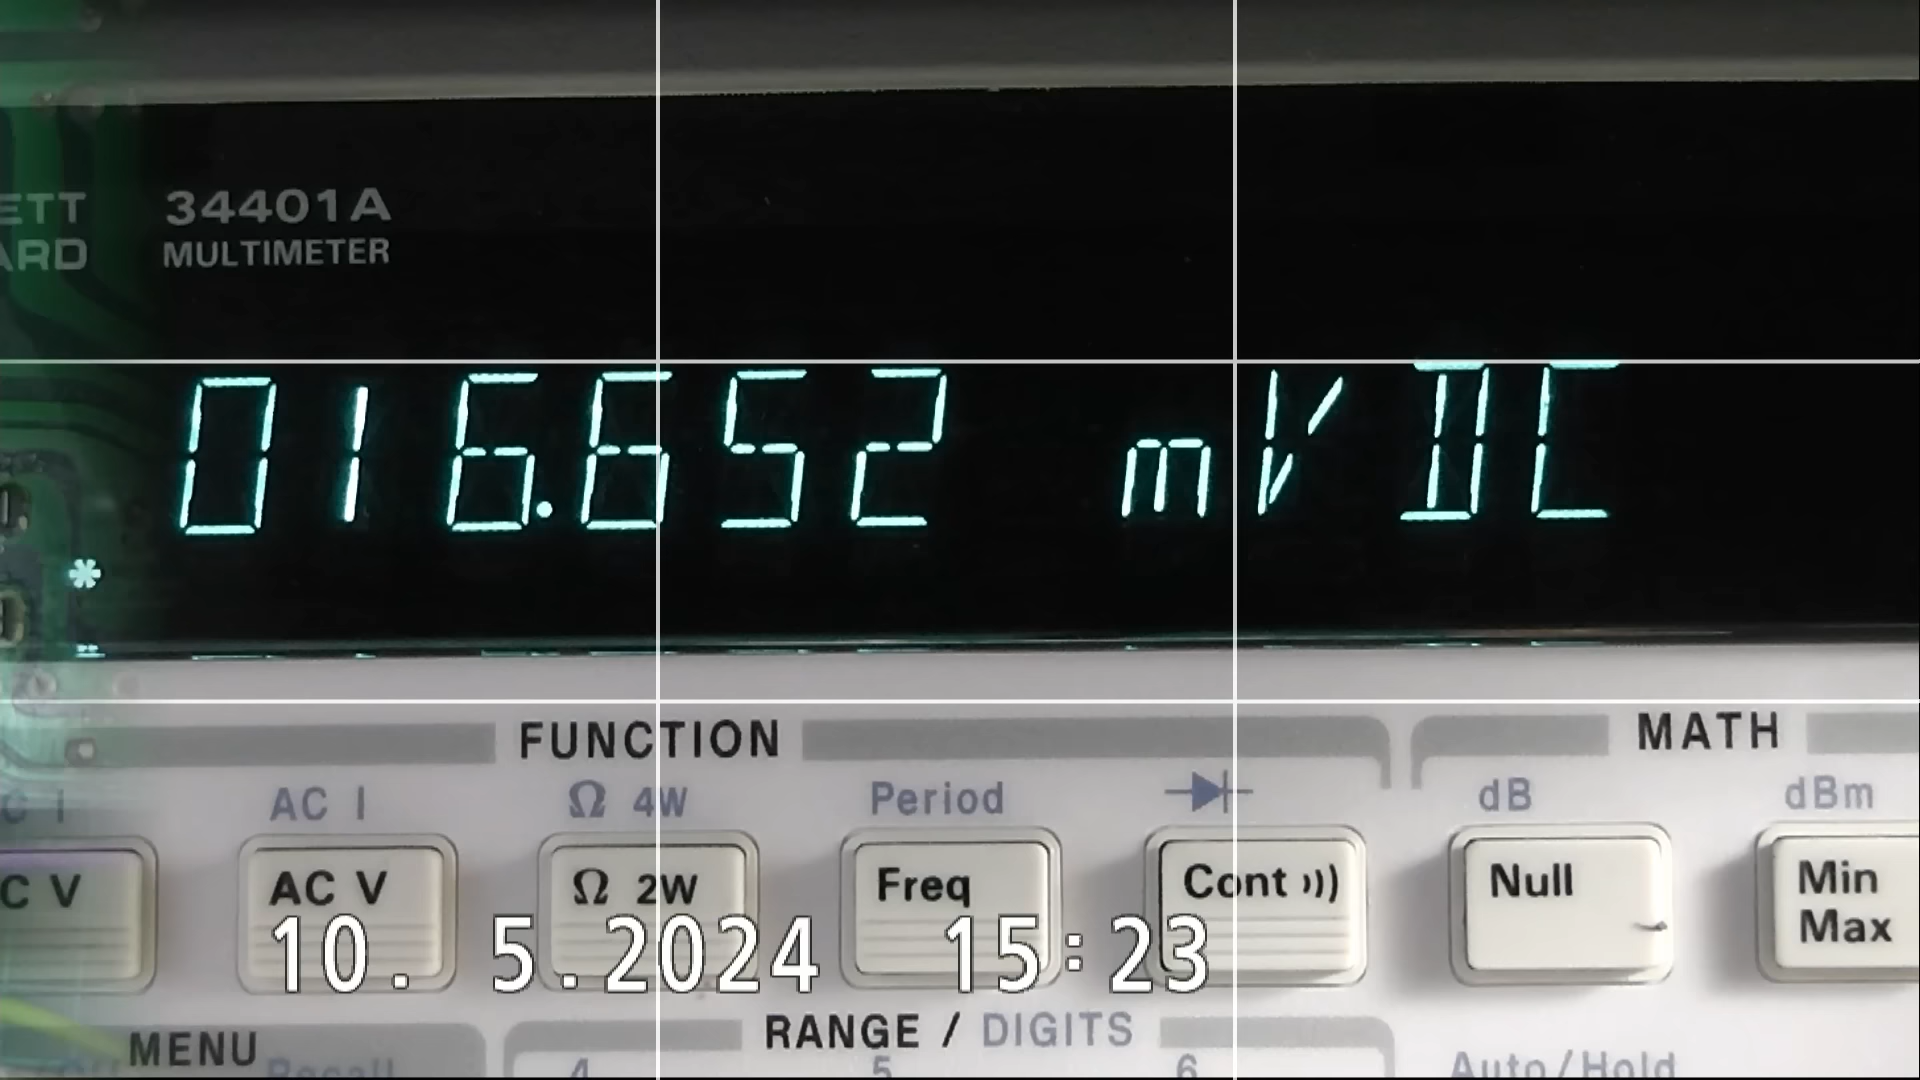 ETT 34401A
ARD MULTIMETER
016.652 mVDC
*
FUNCTION MATH
C I AC I Ω 4W Period dB dBm
C V AC V Ω 2W Freq Cont Null Min Max
10. 5.2024 15:23
RANGE / DIGITS
MENU
Recall 4 5 6 Auto/Hold